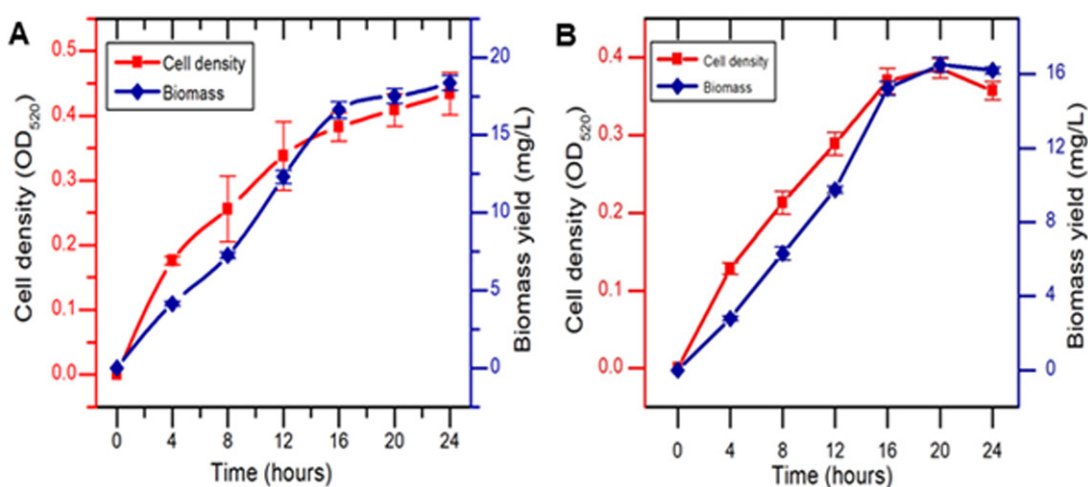 A
Cell density (OD520)
0.5
0.4
0.3
0.2
0.1
0.0
Cell density
Biomass
20
15
10
5
0
Biomass yield (mg/L)
0 4 8 12 16 20 24
Time (hours)
B
Cell density (OD520)
0.4
0.3
0.2
0.1
0.0
Cell density
Biomass
16
12
8
4
0
Biomass yield (mg/L)
0 4 8 12 16 20 24
Time (hours)